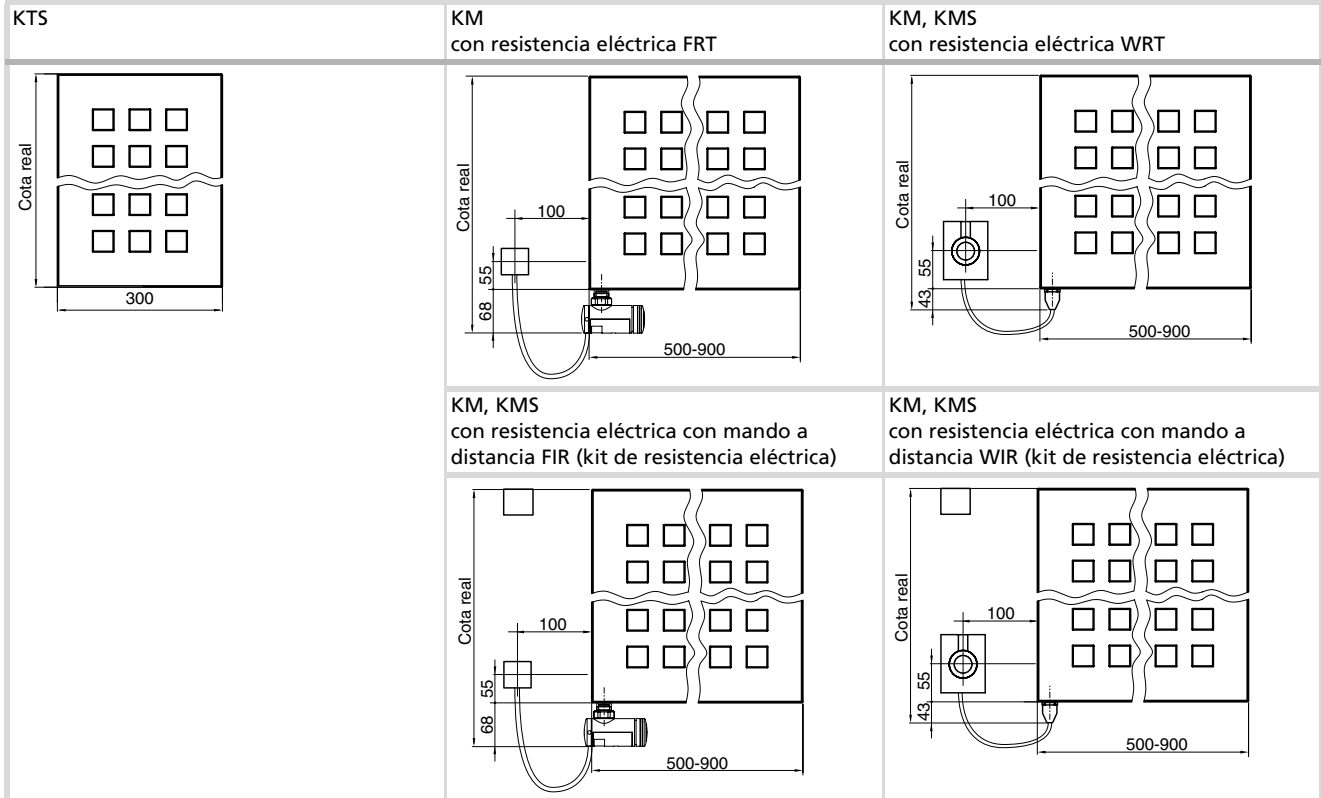 KTS
KM
con resistencia eléctrica FRT
KM, KMS
con resistencia eléctrica WRT
Cota real
300
Cota real
100
55
68
500-900
Cota real
100
55
43
500-900
KM, KMS
con resistencia eléctrica con mando a
distancia FIR (kit de resistencia eléctrica)
KM, KMS
con resistencia eléctrica con mando a
distancia WIR (kit de resistencia eléctrica)
Cota real
100
55
68
500-900
Cota real
100
55
43
500-900